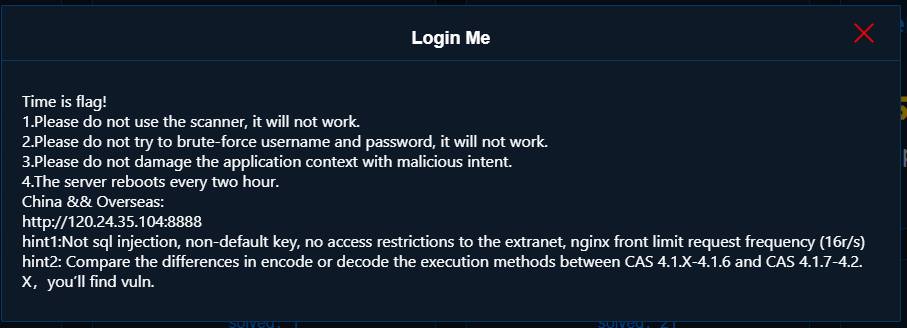 Login Me
Time is flag!
1.Please do not use the scanner, it will not work.
2.Please do not try to brute-force username and password, it will not work.
3.Please do not damage the application context with malicious intent.
4.The server reboots every two hour.
China && Overseas:
http://120.24.35.104:8888
hint1:Not sql injection, non-default key, no access restrictions to the extranet, nginx front limit request frequency (16r/s)
hint2: Compare the differences in encode or decode the execution methods between CAS 4.1.X-4.1.6 and CAS 4.1.7-4.2.
X，you’ll find vuln.